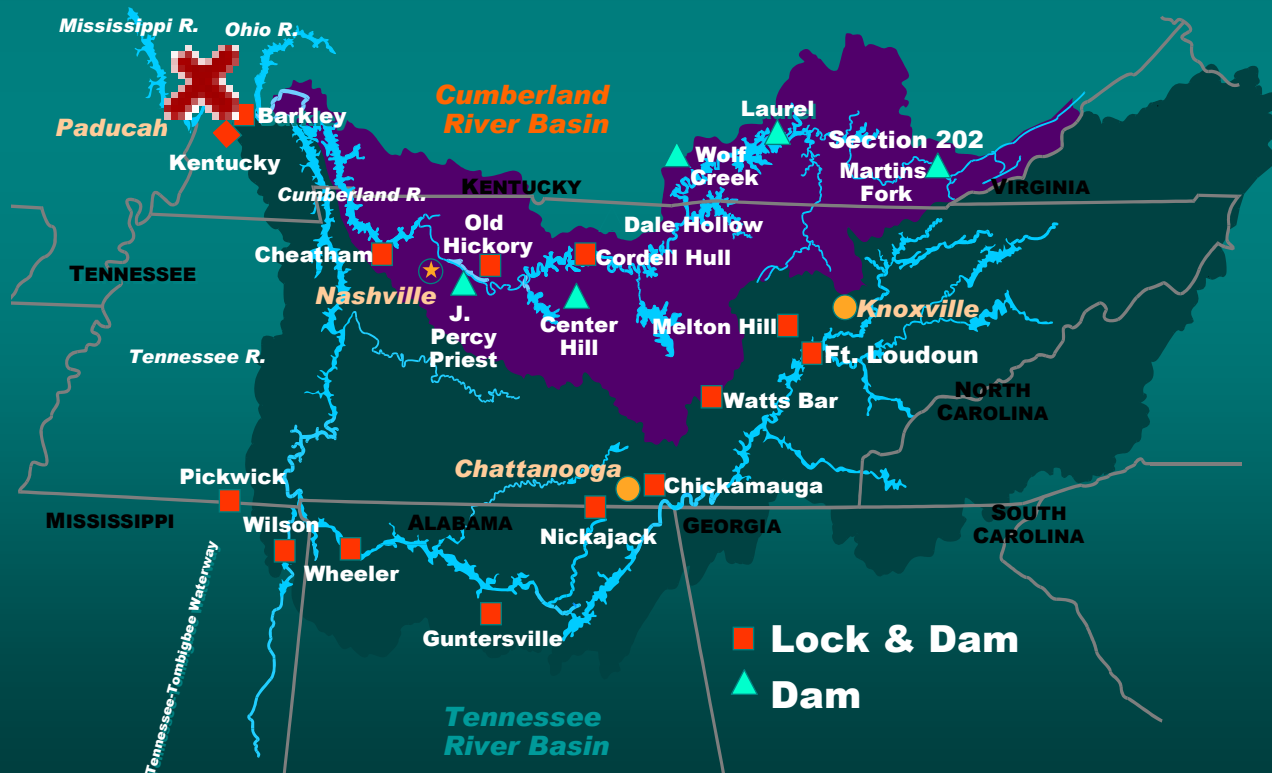 Mississippi R.
Ohio R.
Cumberland
River Basin
Laurel
Barkley
Paducah
Kentucky
Section 202
Wolf
Creek
Martins
Fork
KENTUCKY
VIRGINIA
Cumberland R.
Old
Hickory
Dale Hollow
Cheatham
Cordell Hull
TENNESSEE
Nashville
J.
Percy
Priest
Center
Hill
Melton Hill
Knoxville
Tennessee R.
Ft. Loudoun
NORTH
CAROLINA
Watts Bar
Chattanooga
Pickwick
Chickamauga
MISSISSIPPI
Wilson
ALABAMA
Nickajack
GEORGIA
SOUTH
CAROLINA
Wheeler
Tennessee-Tombigbee Waterway
Guntersville
Lock & Dam
Dam
Tennessee
River Basin